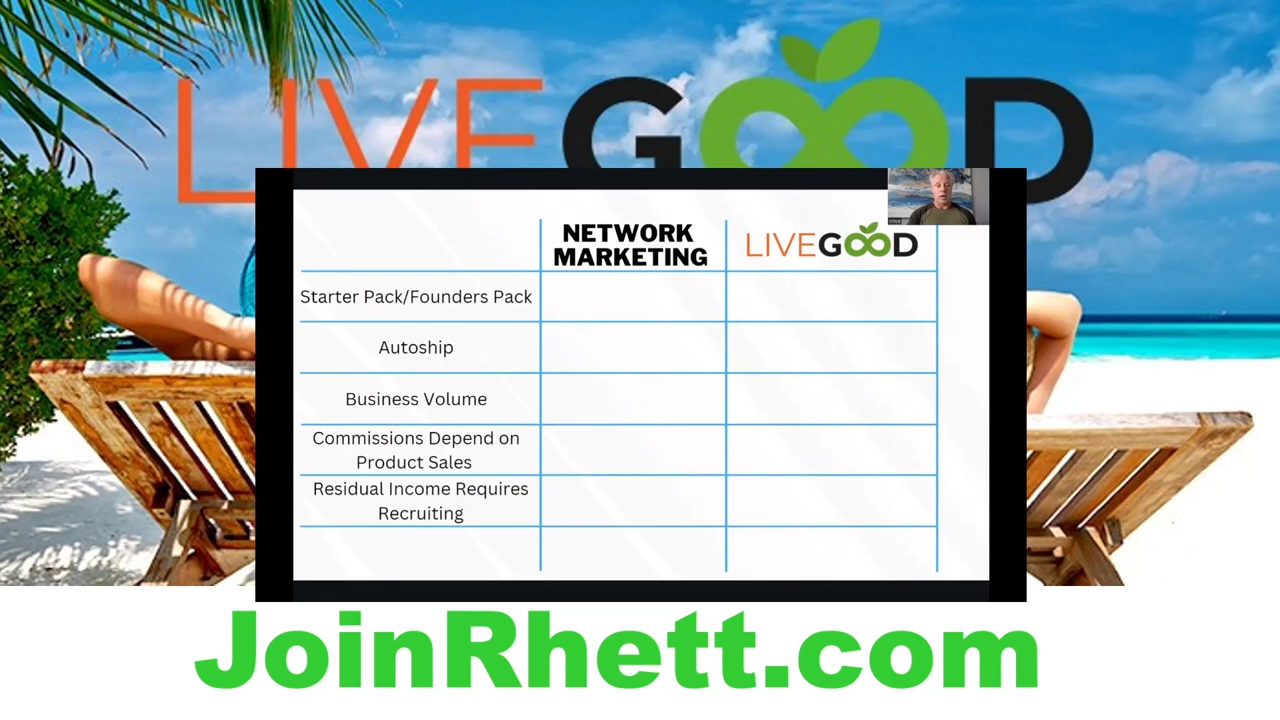 LIVEGOOD
NETWORK
MARKETING
LIVEGOOD
Starter Pack/Founders Pack
Autoship
Business Volume
Commissions Depend on
Product Sales
Residual Income Requires
Recruiting
JoinRhett.com